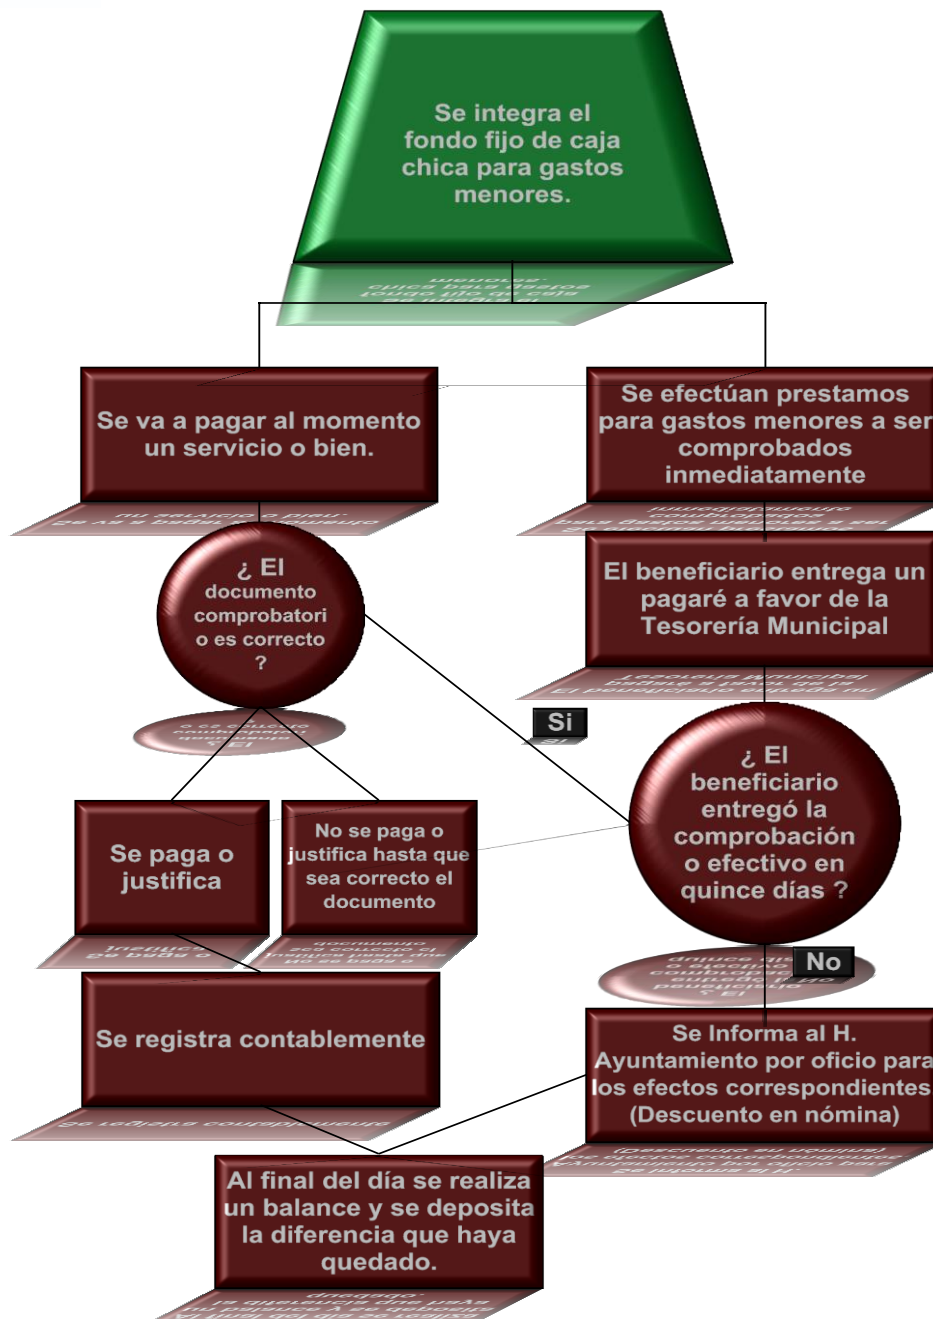 Se integra el
fondo fijo de caja
chica para gastos
menores.
Se va a pagar al momento
un servicio o bien.
Se efectúan prestamos
para gastos menores a ser
comprobados
inmediatamente
¿ El
documento
comprobatori
o es correcto
?
El beneficiario entrega un
pagaré a favor de la
Tesorería Municipal
Si
¿ El
beneficiario
entregó la
comprobación
o efectivo en
quince días ?
Se paga o
justifica
No se paga o
justifica hasta que
sea correcto el
documento
No
Se registra contablemente
Se Informa al H.
Ayuntamiento por oficio para
los efectos correspondientes
(Descuento en nómina)
Al final del día se realiza
un balance y se deposita
la diferencia que haya
quedado.